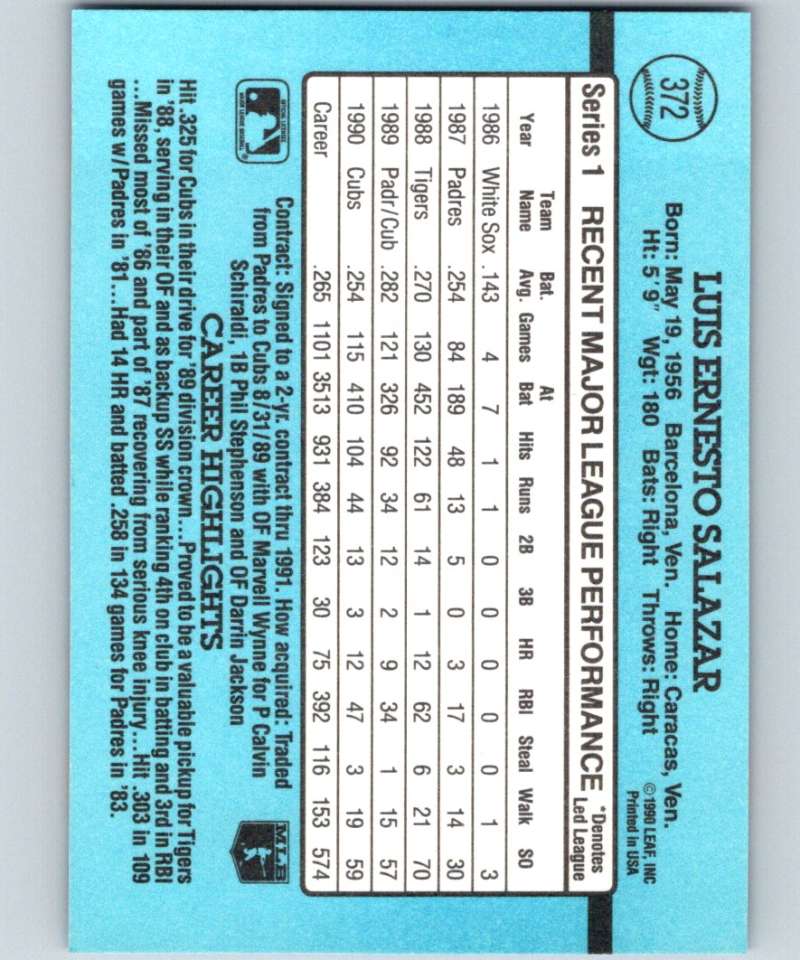 372
LUIS ERNESTO SALAZAR
Born: May 19, 1956 Barcelona, Ven. Home: Caracas, Ven.
Ht: 5' 9" Wgt: 180 Bats: Right Throws: Right
©1990 LEAF, INC
Printed in USA
Series 1 RECENT MAJOR LEAGUE PERFORMANCE *Denotes Led League
Year Team Name Bat. Avg. Games At Bat Hits Runs 2B 3B HR RBI Steal Walk SO
1986 White Sox .143 4 7 1 1 0 0 0 0 0 1 3
1987 Padres .254 84 189 48 13 5 0 3 17 3 14 30
1988 Tigers .270 130 452 122 61 14 1 12 62 6 21 70
1989 Padr/Cub .282 121 326 92 34 12 2 9 34 1 15 57
1990 Cubs .254 115 410 104 44 13 3 12 47 3 19 59
Career .265 1101 3513 931 384 123 30 75 392 116 153 574
OFFICIAL LICENSEE
MAJOR LEAGUE BASEBALL ®
Contract: Signed to a 2-yr. contract thru 1991. How acquired: Traded
from Padres to Cubs 8/31/89 with OF Marvell Wynne for P Calvin
Schiraldi, 1B Phil Stephenson and OF Darrin Jackson
MLB
CAREER HIGHLIGHTS
Hit .325 for Cubs in their drive for '89 division crown...Proved to be a valuable pickup for Tigers
in '88, serving in their OF and as backup SS while ranking 4th on club in batting and 3rd in RBI
...Missed most of '86 and part of '87 recovering from serious knee injury...Hit .303 in 109
games w/Padres in '81...Had 14 HR and batted .258 in 134 games for Padres in '83.